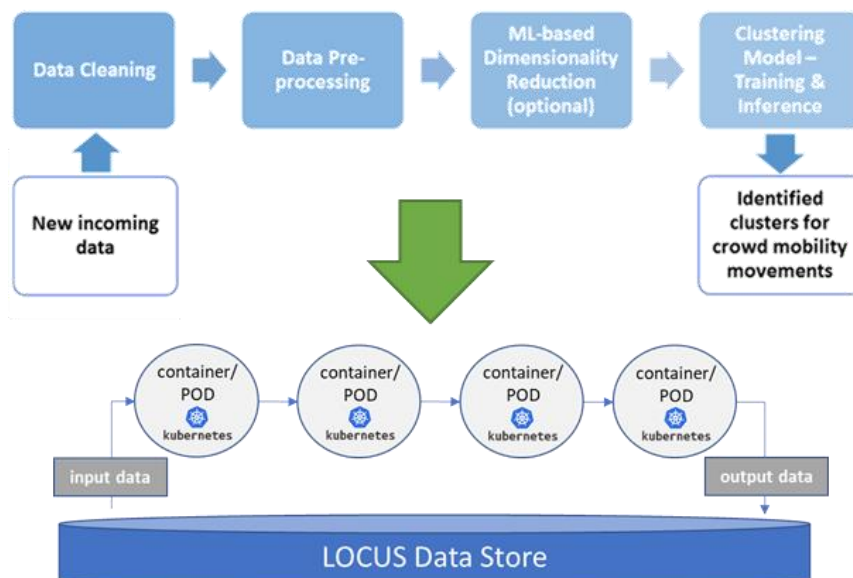 Data Cleaning
Data Pre-
processing
ML-based
Dimensionality
Reduction
(optional)
Clustering
Model –
Training &
Inference
New incoming
data
Identified
clusters for
crowd mobility
movements
container/
POD
kubernetes
container/
POD
kubernetes
container/
POD
kubernetes
container/
POD
kubernetes
input data
output data
LOCUS Data Store